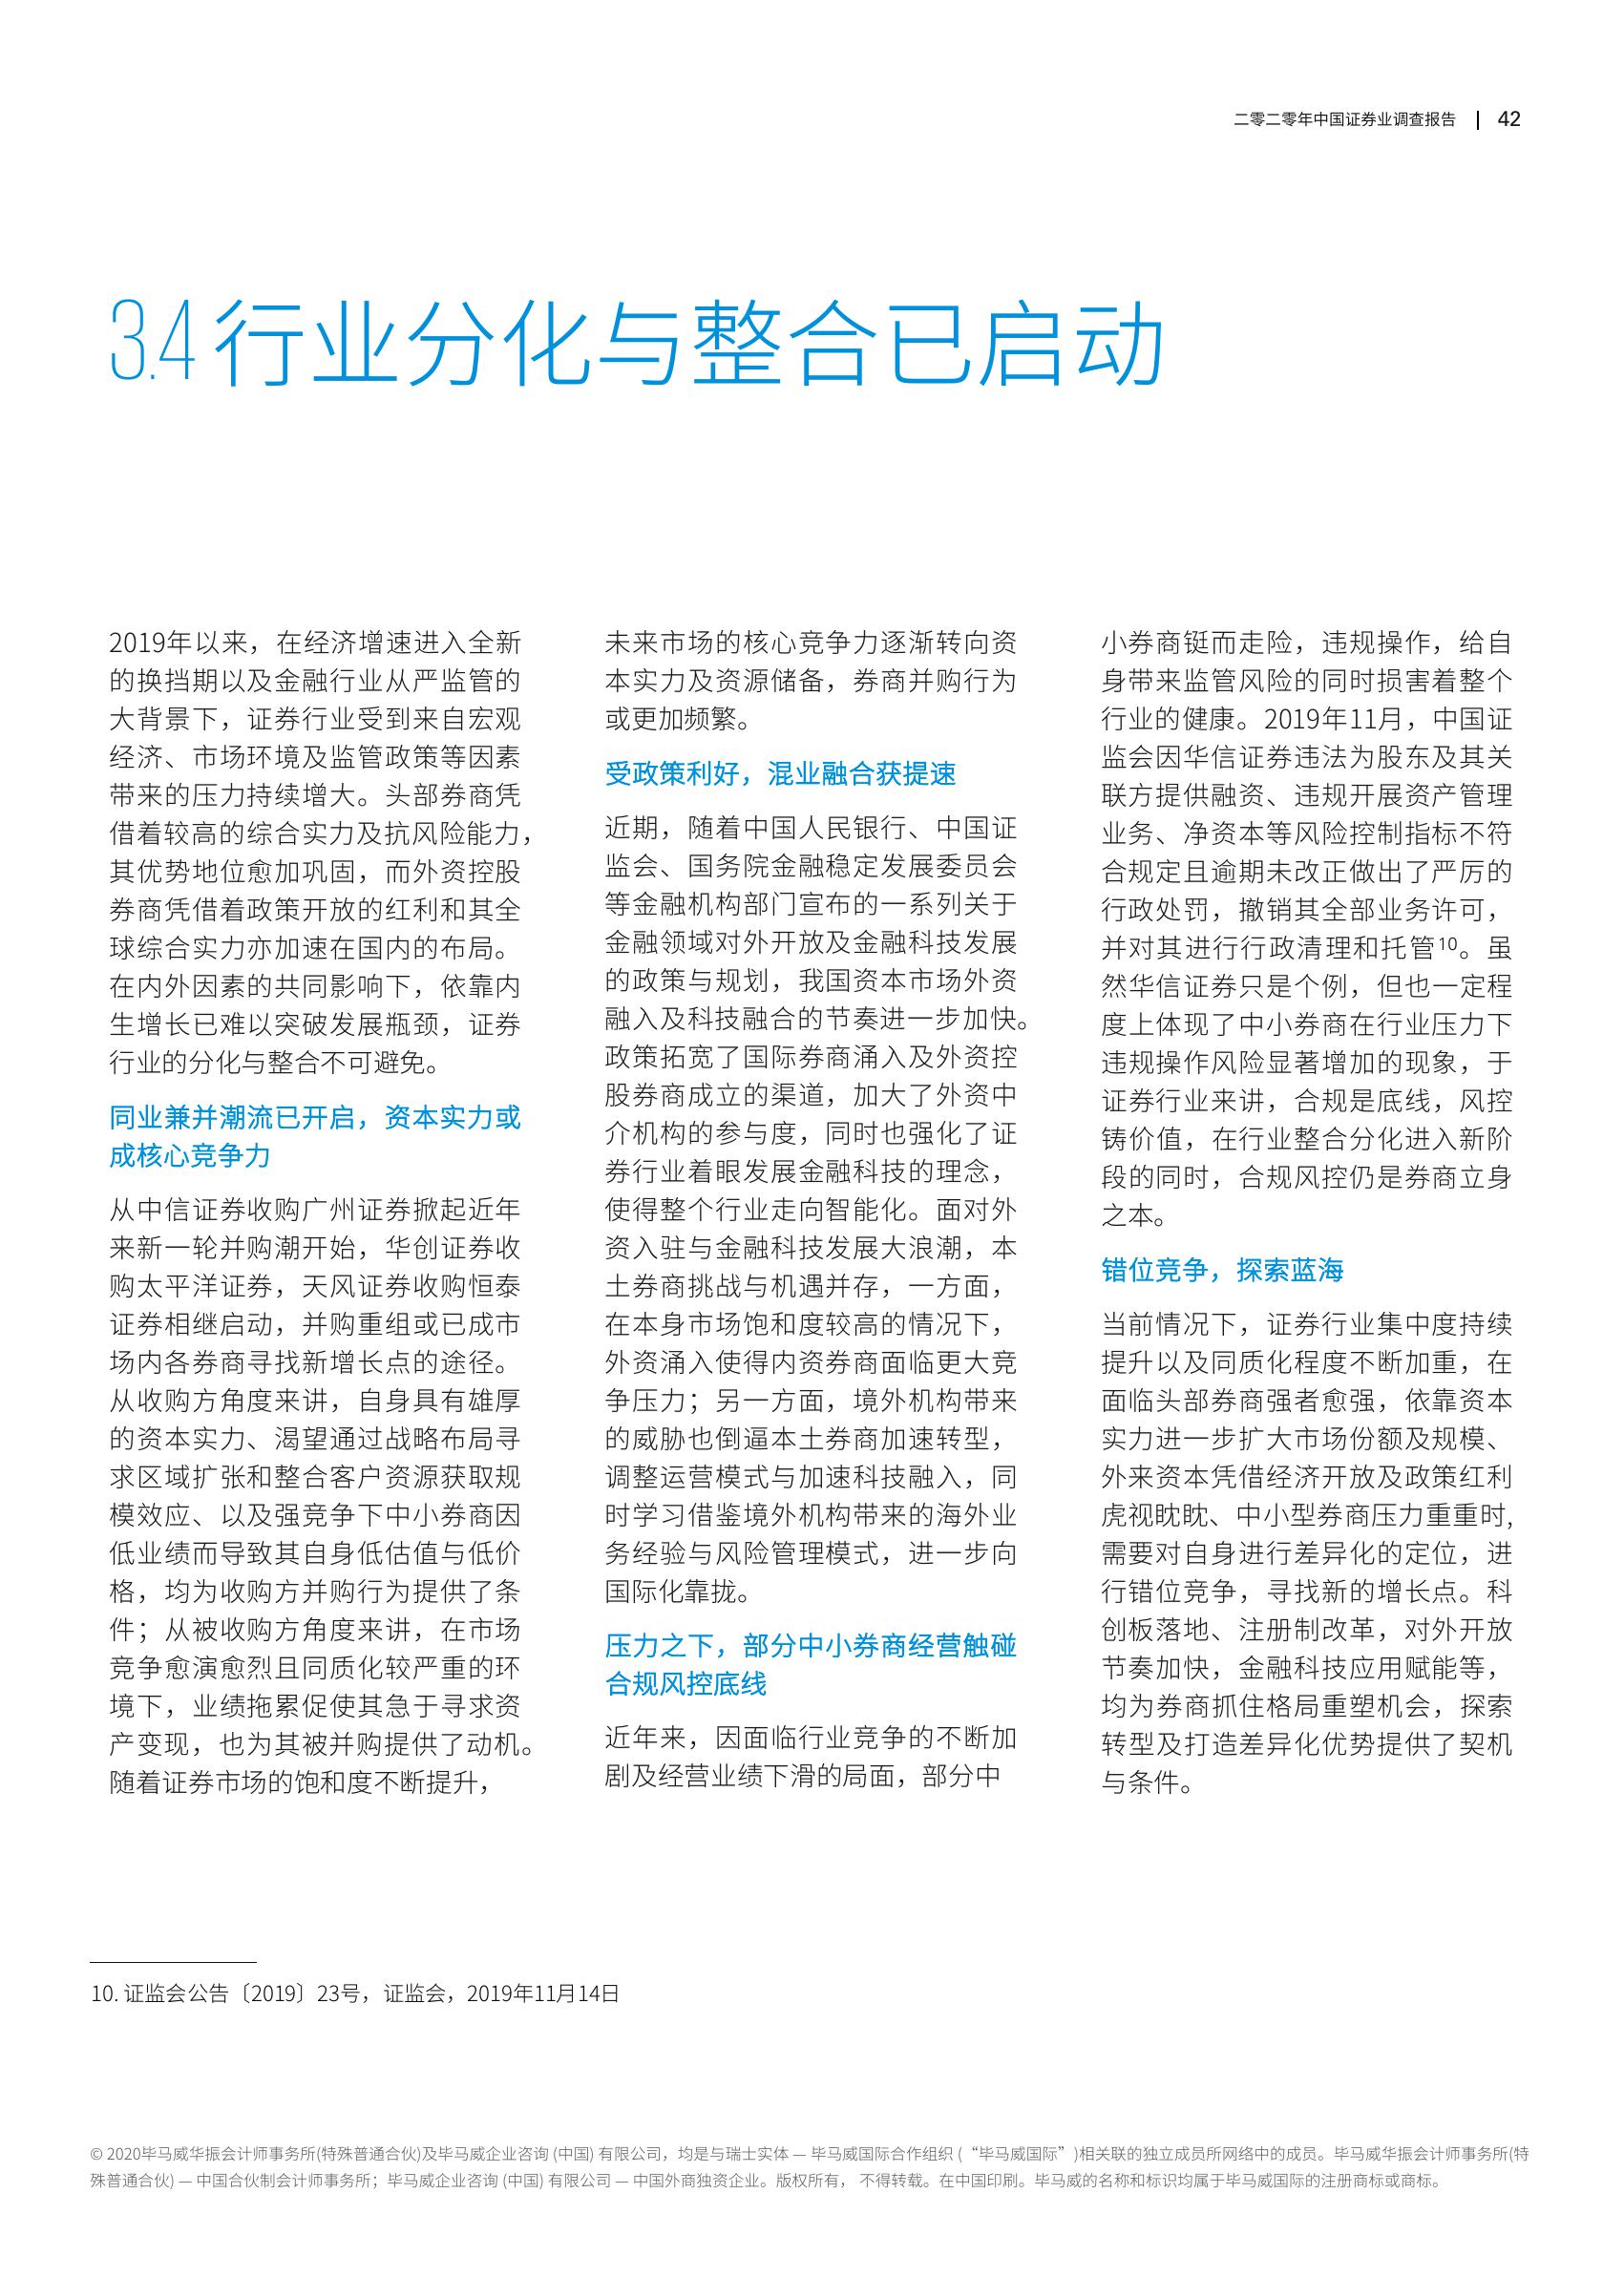 二零二零年中国证券业调查报告 | 42
3.4 行业分化与整合已启动
2019年以来，在经济增速进入全新
的换挡期以及金融行业从严监管的
大背景下，证券行业受到来自宏观
经济、市场环境及监管政策等因素
带来的压力持续增大。头部券商凭
借着较高的综合实力及抗风险能力，
其优势地位愈加巩固，而外资控股
券商凭借着政策开放的红利和其全
球综合实力亦加速在国内的布局。
在内外因素的共同影响下，依靠内
生增长已难以突破发展瓶颈，证券
行业的分化与整合不可避免。
同业兼并潮流已开启，资本实力或
成核心竞争力
从中信证券收购广州证券掀起近年
来新一轮并购潮开始，华创证券收
购太平洋证券，天风证券收购恒泰
证券相继启动，并购重组或已成市
场内各券商寻找新增长点的途径。
从收购方角度来讲，自身具有雄厚
的资本实力、渴望通过战略布局寻
求区域扩张和整合客户资源获取规
模效应、以及强竞争下中小券商因
低业绩而导致其自身低估值与低价
格，均为收购方并购行为提供了条
件；从被收购方角度来讲，在市场
竞争愈演愈烈且同质化较严重的环
境下，业绩拖累促使其急于寻求资
产变现，也为其被并购提供了动机。
随着证券市场的饱和度不断提升，
未来市场的核心竞争力逐渐转向资
本实力及资源储备，券商并购行为
或更加频繁。
受政策利好，混业融合获提速
近期，随着中国人民银行、中国证
监会、国务院金融稳定发展委员会
等金融机构部门宣布的一系列关于
金融领域对外开放及金融科技发展
的政策与规划，我国资本市场外资
融入及科技融合的节奏进一步加快。
政策拓宽了国际券商涌入及外资控
股券商成立的渠道，加大了外资中
介机构的参与度，同时也强化了证
券行业着眼发展金融科技的理念，
使得整个行业走向智能化。面对外
资入驻与金融科技发展大浪潮，本
土券商挑战与机遇并存，一方面，
在本身市场饱和度较高的情况下，
外资涌入使得内资券商面临更大竞
争压力；另一方面，境外机构带来
的威胁也倒逼本土券商加速转型，
调整运营模式与加速科技融入，同
时学习借鉴境外机构带来的海外业
务经验与风险管理模式，进一步向
国际化靠拢。
压力之下，部分中小券商经营触碰
合规风控底线
近年来，因面临行业竞争的不断加
剧及经营业绩下滑的局面，部分中
小券商铤而走险，违规操作，给自
身带来监管风险的同时损害着整个
行业的健康。2019年11月，中国证
监会因华信证券违法为股东及其关
联方提供融资、违规开展资产管理
业务、净资本等风险控制指标不符
合规定且逾期未改正做出了严厉的
行政处罚，撤销其全部业务许可，
并对其进行行政清理和托管10。虽
然华信证券只是个例，但也一定程
度上体现了中小券商在行业压力下
违规操作风险显著增加的现象，于
证券行业来讲，合规是底线，风控
铸价值，在行业整合分化进入新阶
段的同时，合规风控仍是券商立身
之本。
错位竞争，探索蓝海
当前情况下，证券行业集中度持续
提升以及同质化程度不断加重，在
面临头部券商强者愈强，依靠资本
实力进一步扩大市场份额及规模、
外来资本凭借经济开放及政策红利
虎视眈眈、中小型券商压力重重时，
需要对自身进行差异化的定位，进
行错位竞争，寻找新的增长点。科
创板落地、注册制改革，对外开放
节奏加快，金融科技应用赋能等，
均为券商抓住格局重塑机会，探索
转型及打造差异化优势提供了契机
与条件。
10. 证监会公告〔2019〕23号，证监会，2019年11月14日
© 2020毕马威华振会计师事务所(特殊普通合伙)及毕马威企业咨询 (中国) 有限公司，均是与瑞士实体 — 毕马威国际合作组织 (“毕马威国际”)相关联的独立成员所网络中的成员。毕马威华振会计师事务所(特
殊普通合伙) — 中国合伙制会计师事务所；毕马威企业咨询 (中国) 有限公司 — 中国外商独资企业。版权所有， 不得转载。在中国印刷。毕马威的名称和标识均属于毕马威国际的注册商标或商标。